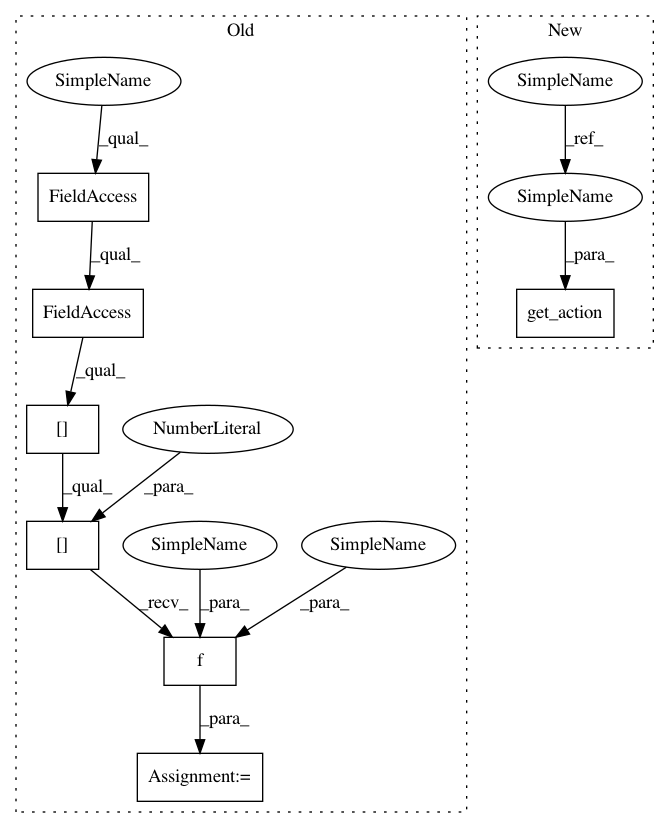 Old
New
SimpleName
SimpleName
_qual_
_ref_
FieldAccess
SimpleName
_qual_
_para_
FieldAccess
get_action
_qual_
[]
NumberLiteral
_qual_
_para_
[]
SimpleName
SimpleName
_recv_
_para_
_para_
f
_para_
Assignment:=